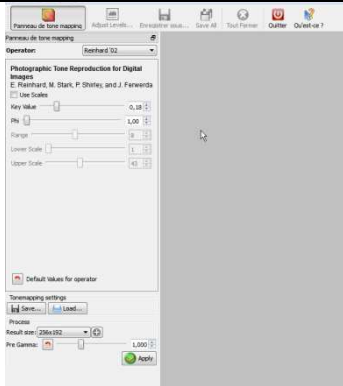 Panneau de tone mapping
Adjust Levels...
Enregistrer sous...
Save All
Tout Fermer
Quitter
Qu'est-ce ?
Panneau de tone mapping
Operator:
Reinhard '02
Photographic Tone Reproduction for Digital
Images
E. Reinhard, M. Stark, P. Shirley, and J. Ferwerda
Use Scales
Key Value
0,18
Phi
1,00
Range
8
Lower Scale
1
Upper Scale
43
Default Values for operator
Tonemapping settings
Save...
Load...
Process
Result size: 256x192
Pre Gamma:
1,000
Apply